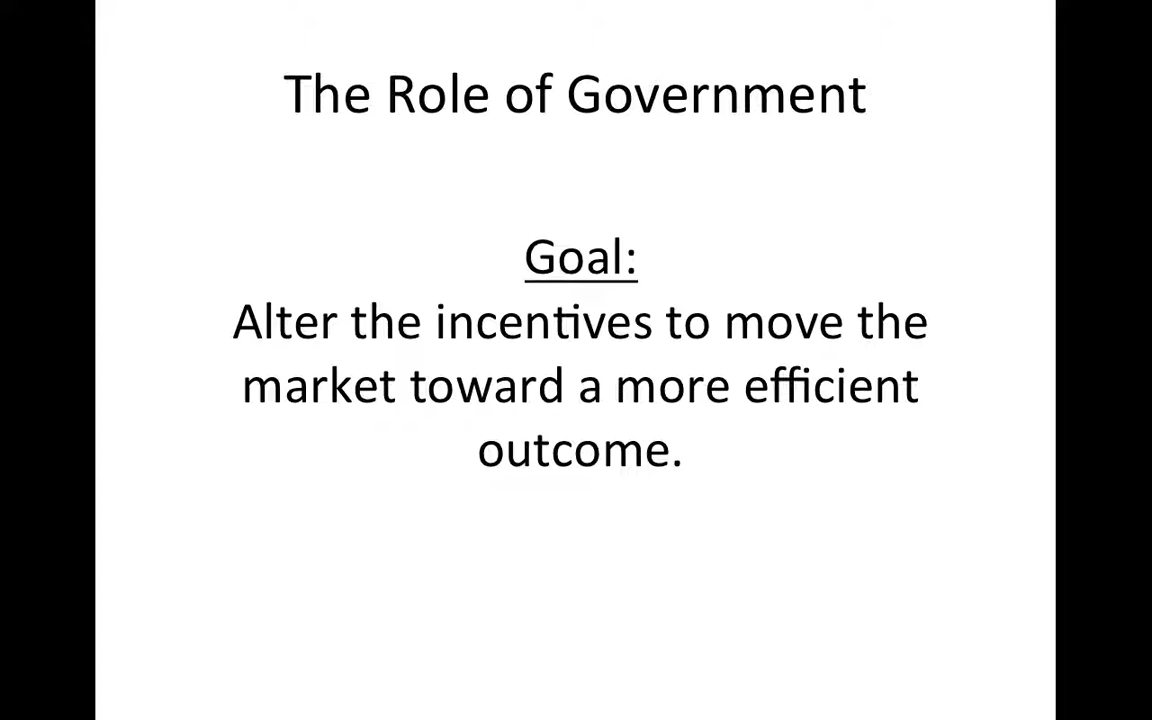 The Role of Government
Goal:
Alter the incentives to move the
market toward a more efficient
outcome.